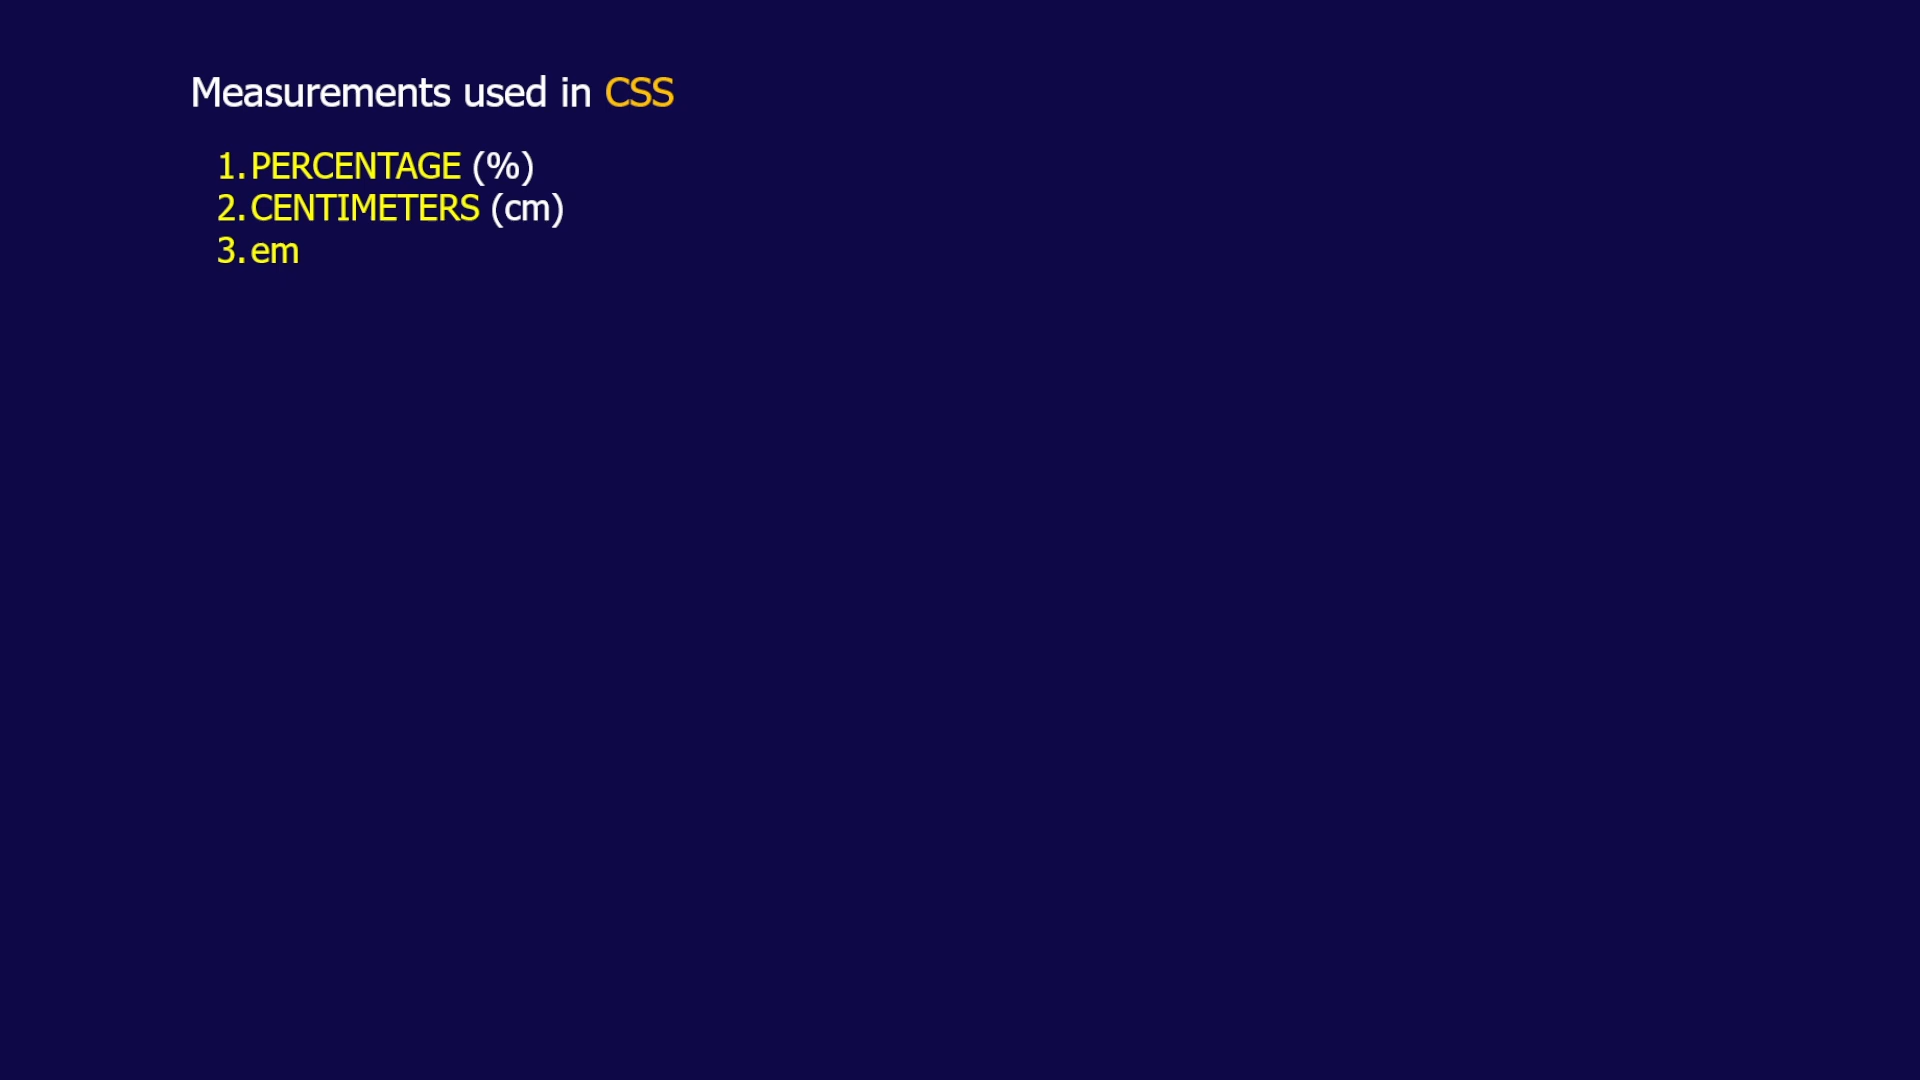 Measurements used in CSS
1. PERCENTAGE (%)
2. CENTIMETERS (cm)
3. em